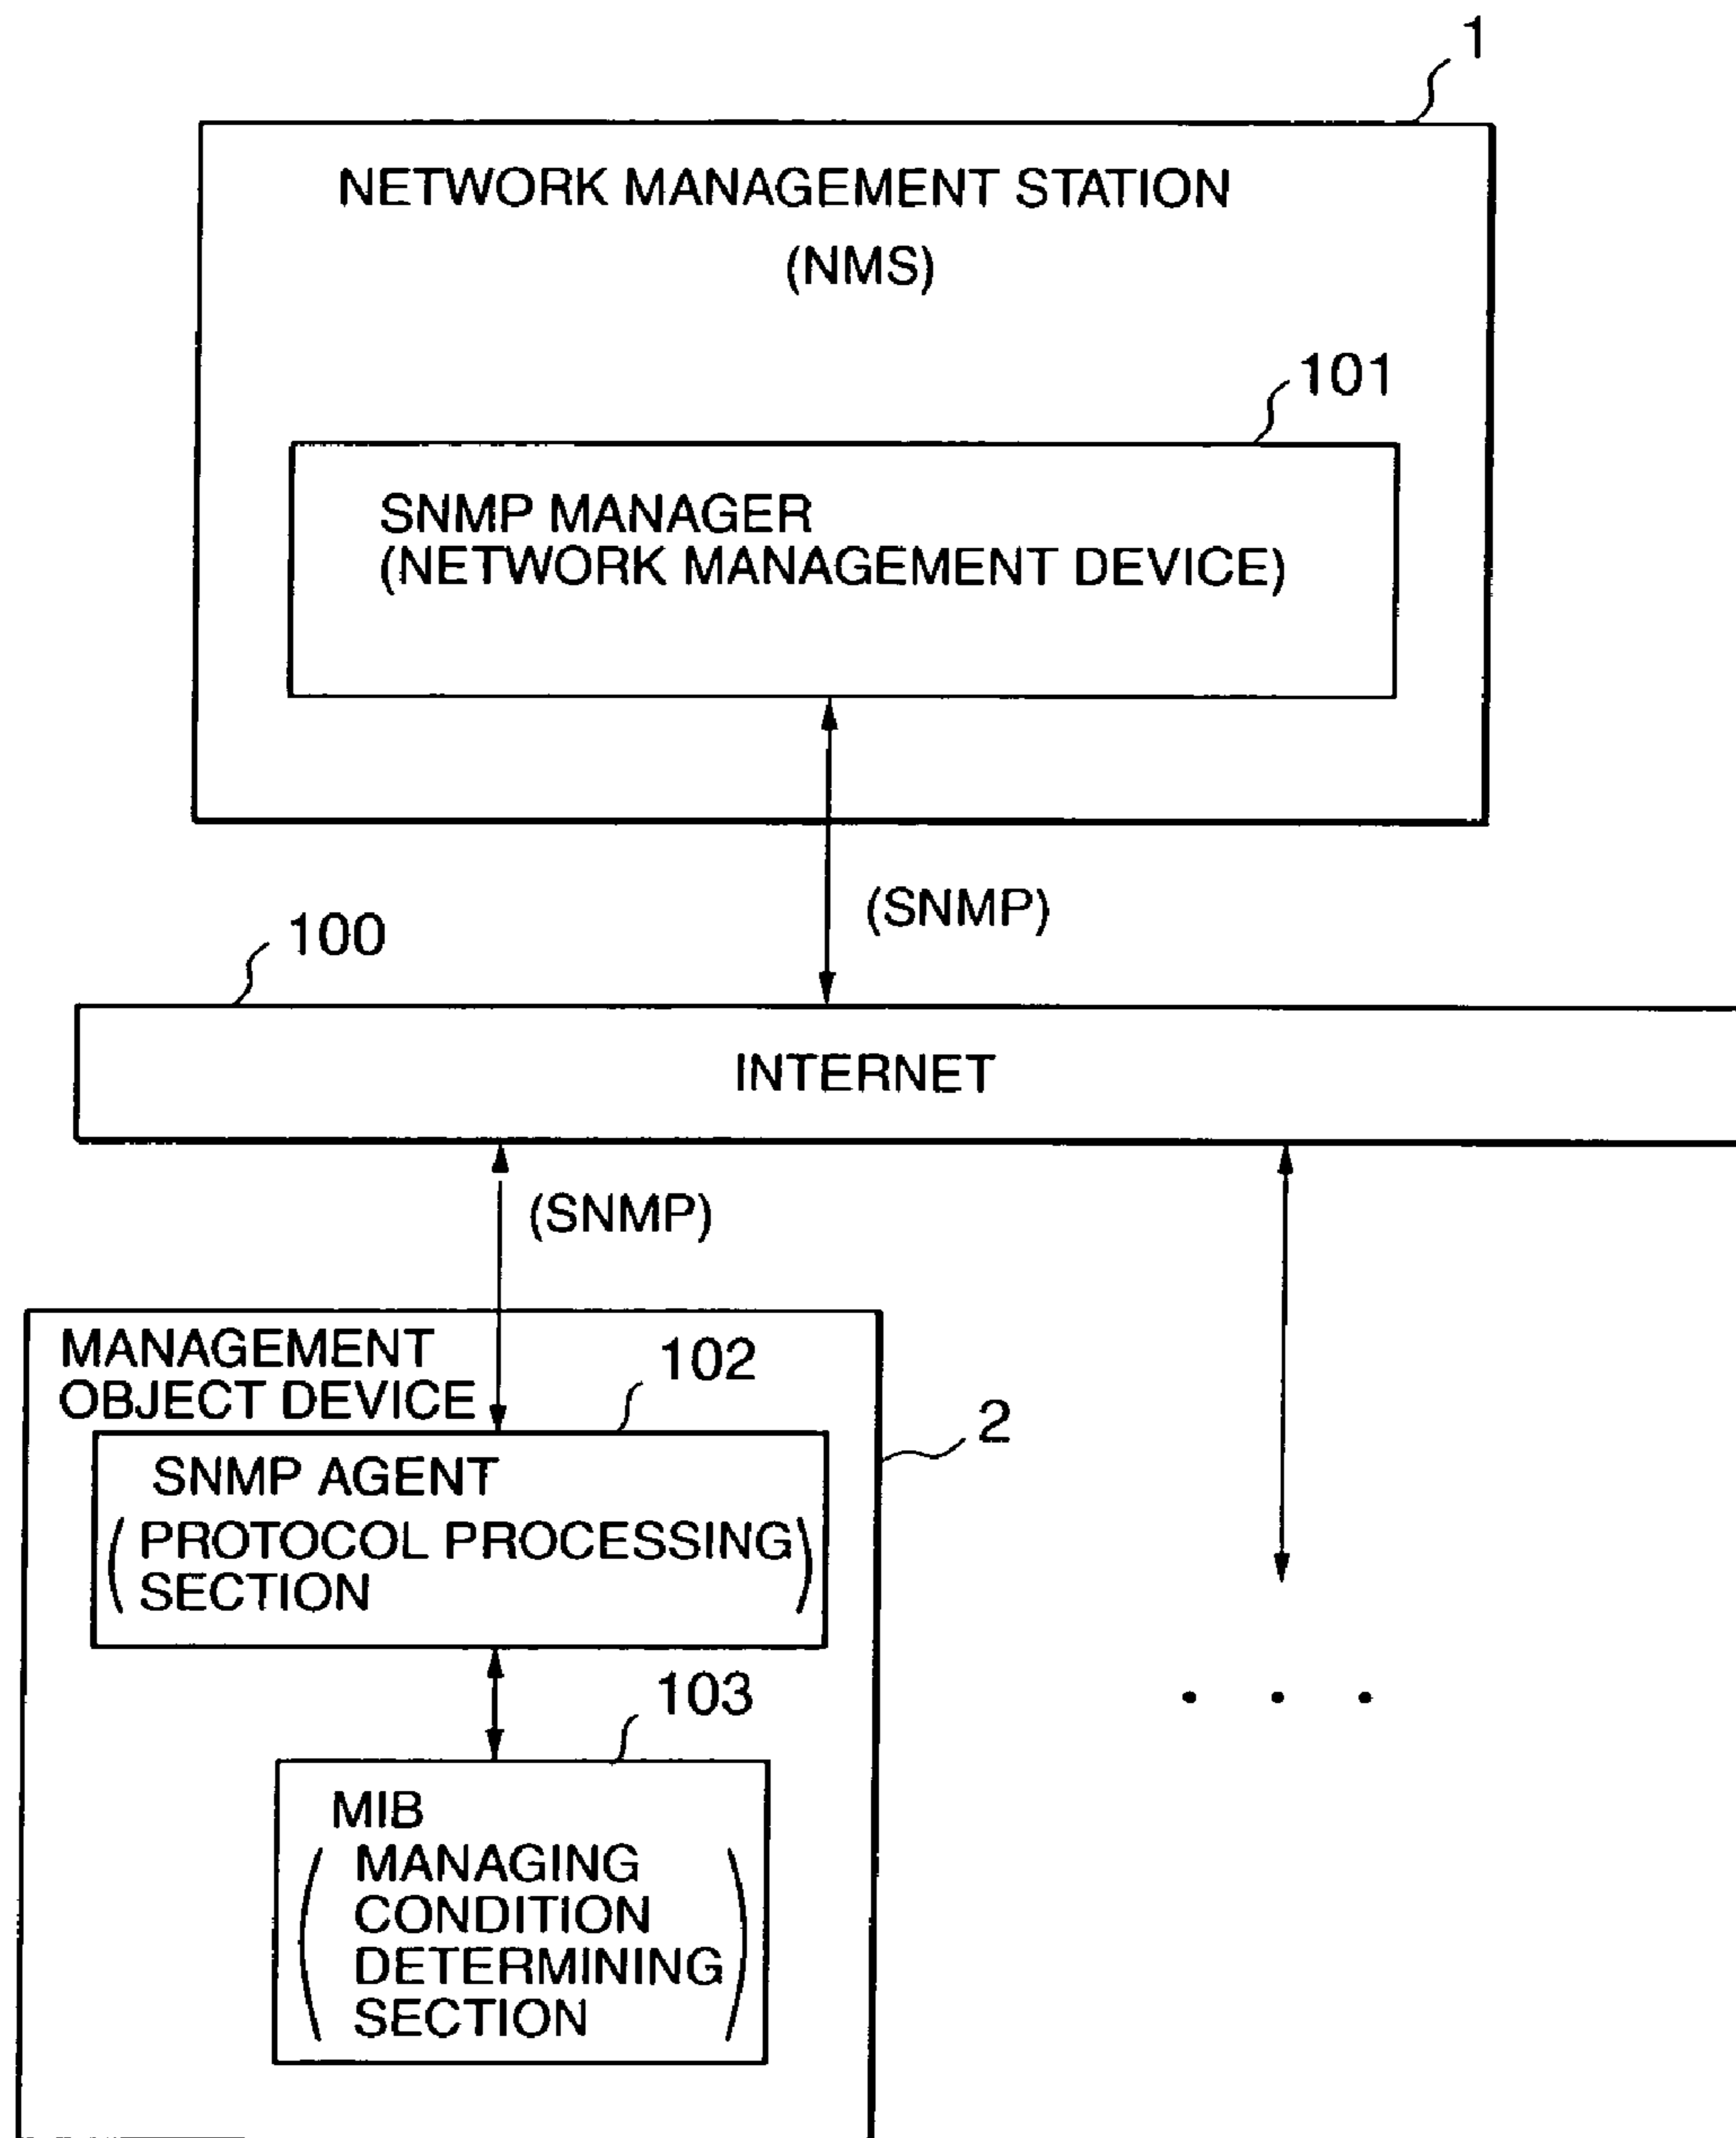 1
NETWORK MANAGEMENT STATION
(NMS)
101
SNMP MANAGER
(NETWORK MANAGEMENT DEVICE)
(SNMP)
100
INTERNET
(SNMP)
MANAGEMENT
OBJECT DEVICE
102
2
SNMP AGENT
(PROTOCOL PROCESSING
SECTION)
103
MIB
(MANAGING
CONDITION
DETERMINING
SECTION)